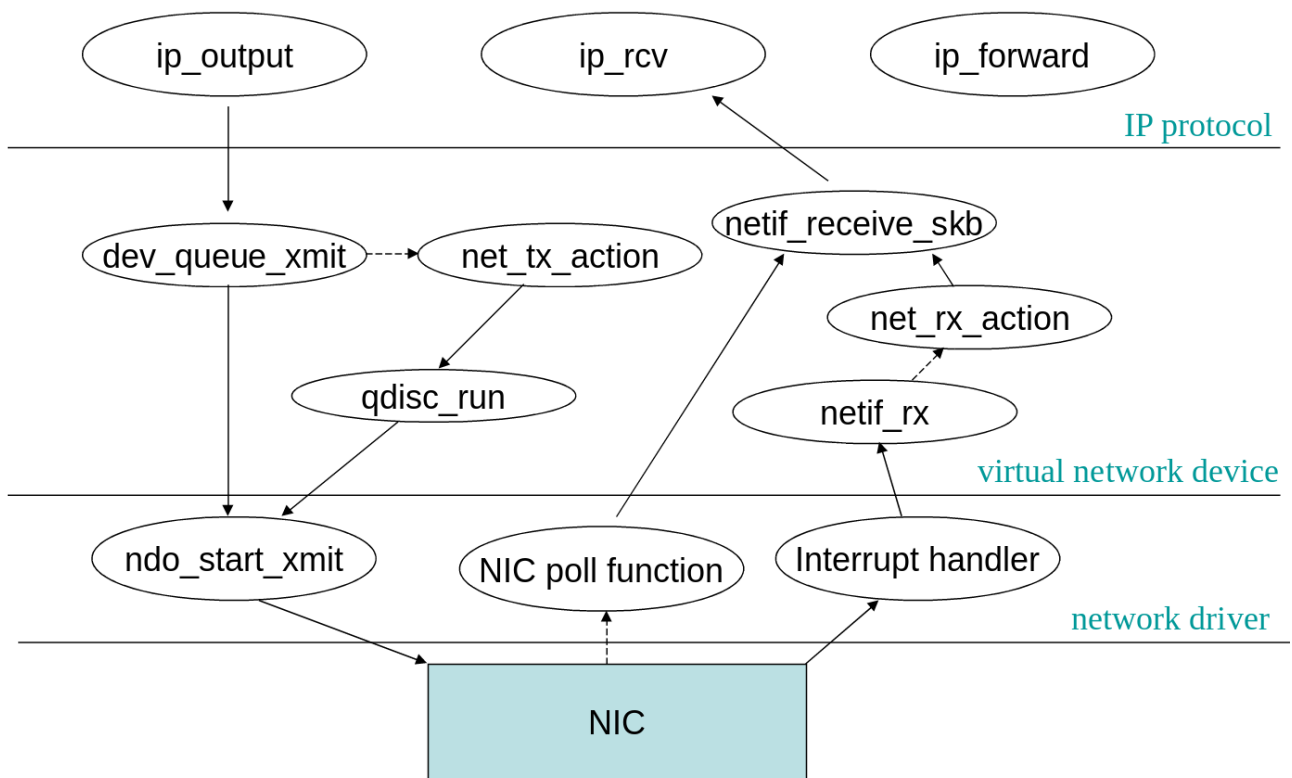 ip_output
ip_rcv
ip_forward
IP protocol
netif_receive_skb
dev_queue_xmit
net_tx_action
net_rx_action
qdisc_run
netif_rx
virtual network device
ndo_start_xmit
NIC poll function
Interrupt handler
network driver
NIC